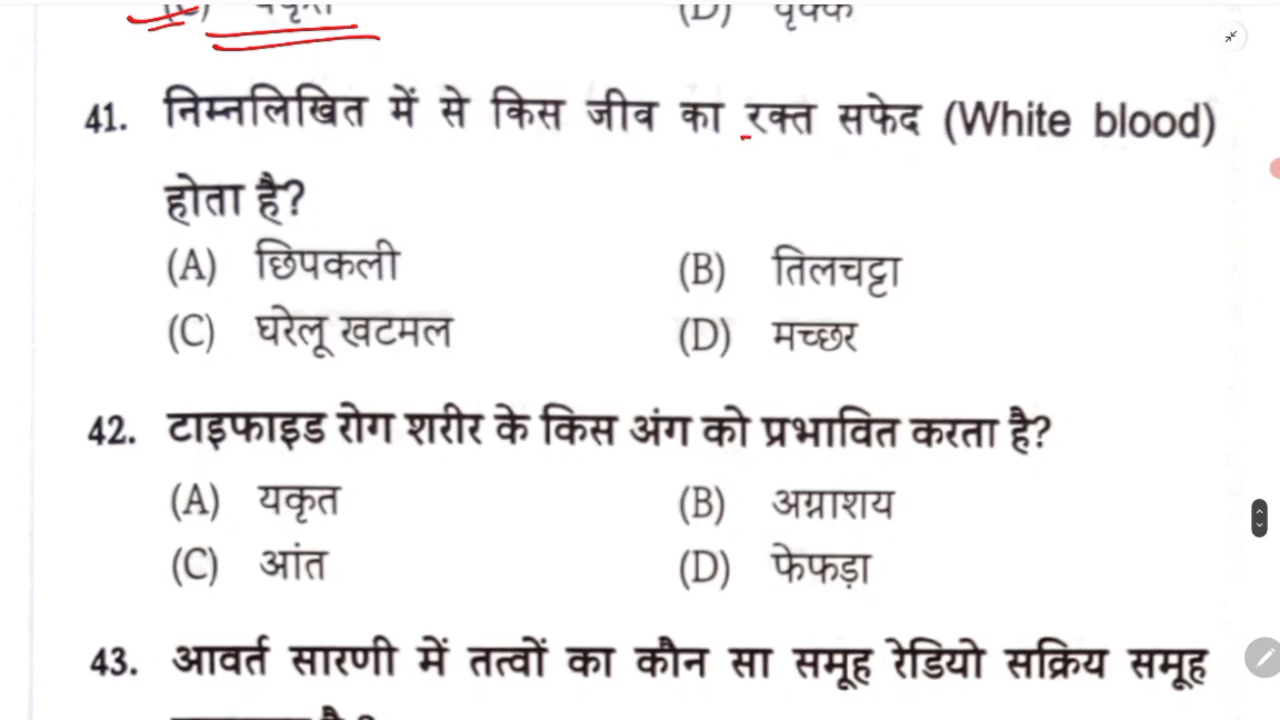 (C) यकृत (D) वृक्क
41. निम्नलिखित में से किस जीव का रक्त सफेद (White blood)
होता है?
(A) छिपकली (B) तिलचट्टा
(C) घरेलू खटमल (D) मच्छर
42. टाइफाइड रोग शरीर के किस अंग को प्रभावित करता है?
(A) यकृत (B) अग्नाशय
(C) आंत (D) फेफड़ा
43. आवर्त सारणी में तत्वों का कौन सा समूह रेडियो सक्रिय समूह